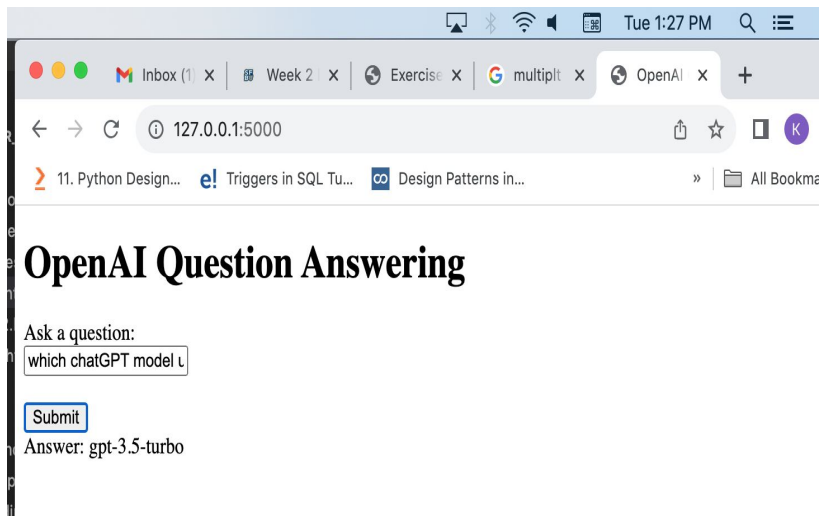 Tue 1:27 PM
Inbox (1)
Week 2
Exercise
G multiplt
OpenAI
127.0.0.1:5000
K
11. Python Design...
e! Triggers in SQL Tu...
Design Patterns in...
»
All Bookma
OpenAI Question Answering
Ask a question:
which chatGPT model u
Submit
Answer: gpt-3.5-turbo